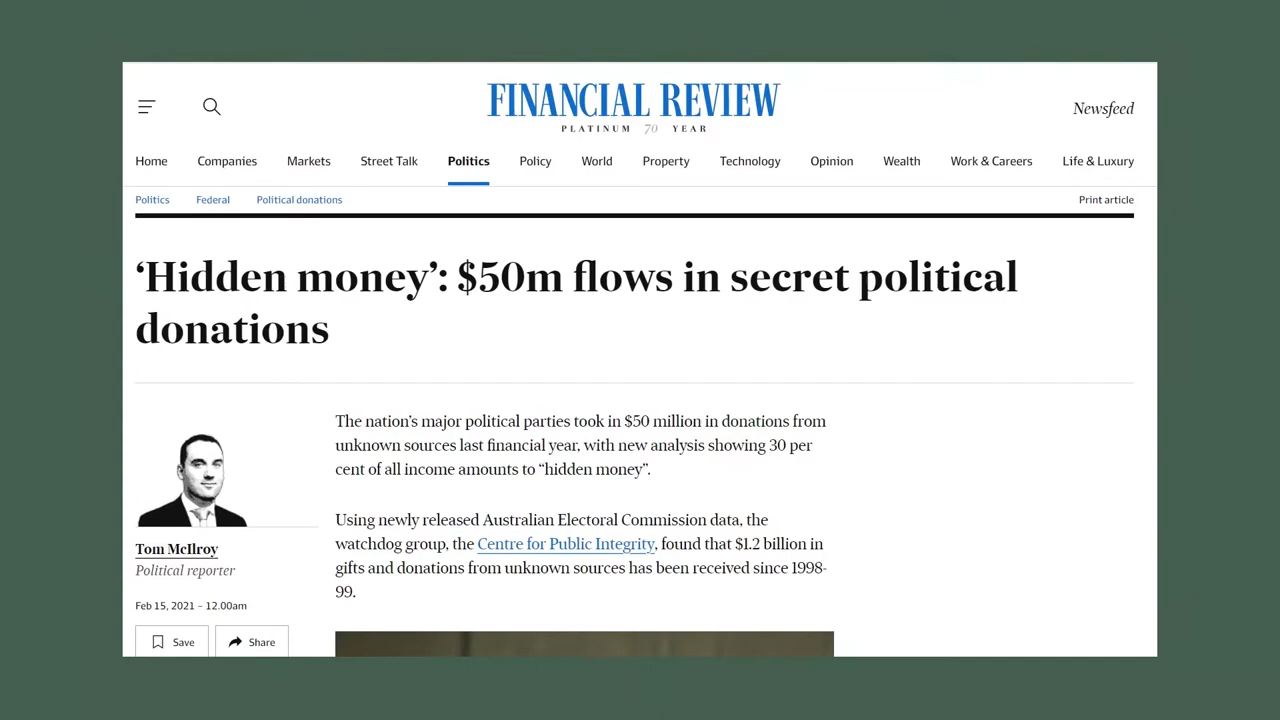 FINANCIAL REVIEW
PLATINUM 70 YEAR
Newsfeed
Home Companies Markets Street Talk Politics Policy World Property Technology Opinion Wealth Work & Careers Life & Luxury
Politics Federal Political donations Print article
‘Hidden money’: $50m flows in secret political
donations
The nation’s major political parties took in $50 million in donations from
unknown sources last financial year, with new analysis showing 30 per
cent of all income amounts to “hidden money”.
Using newly released Australian Electoral Commission data, the
watchdog group, the Centre for Public Integrity, found that $1.2 billion in
gifts and donations from unknown sources has been received since 1998-
99.
Tom McIlroy
Political reporter
Feb 15, 2021 – 12.00am
Save Share